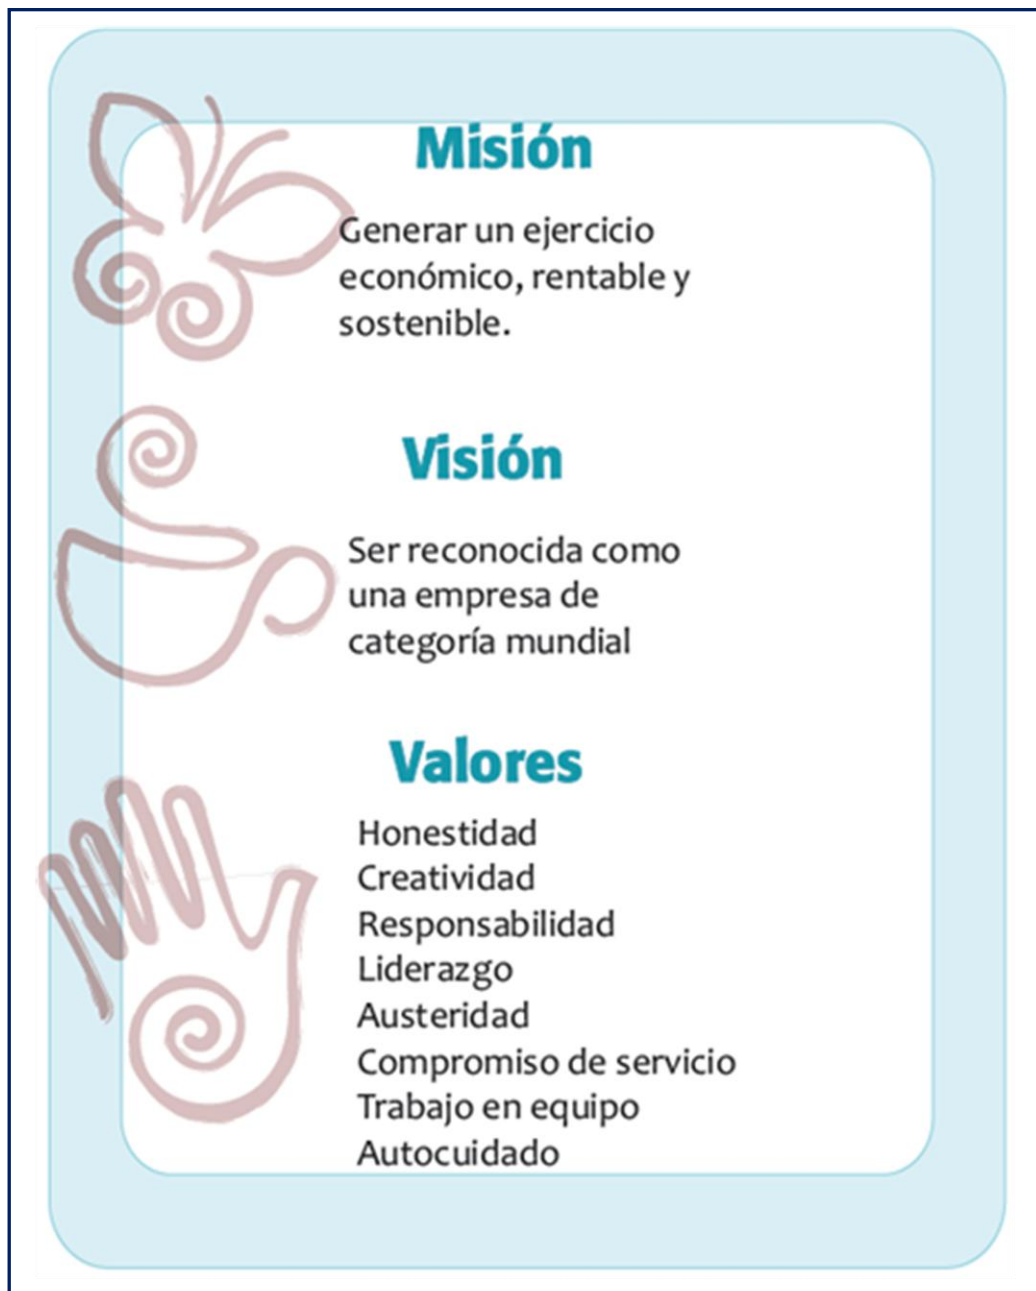 Misión
Generar un ejercicio
económico, rentable y
sostenible.
Visión
Ser reconocida como
una empresa de
categoría mundial
Valores
Honestidad
Creatividad
Responsabilidad
Liderazgo
Austeridad
Compromiso de servicio
Trabajo en equipo
Autocuidado